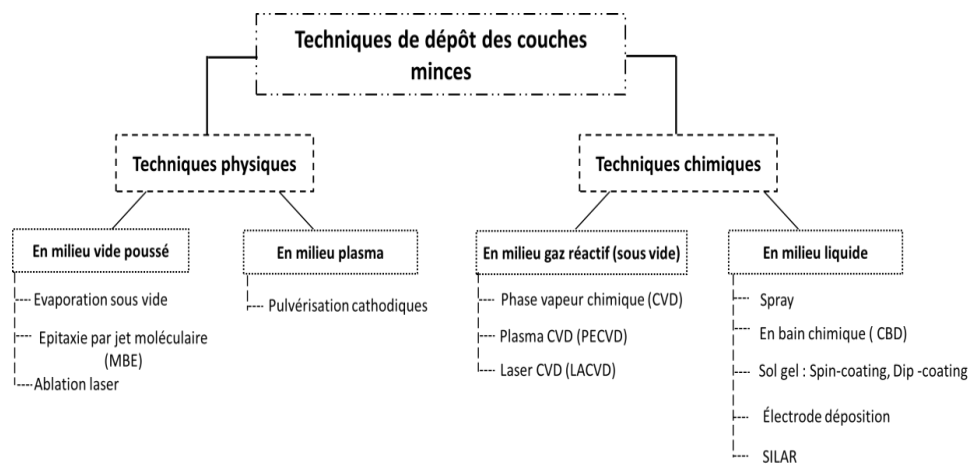 Techniques de dépôt des couches
minces
Techniques physiques
Techniques chimiques
En milieu vide poussé
En milieu plasma
En milieu gaz réactif (sous vide)
En milieu liquide
Evaporation sous vide
Epitaxie par jet moléculaire
(MBE)
Ablation laser
Pulvérisation cathodiques
Phase vapeur chimique (CVD)
Plasma CVD (PECVD)
Laser CVD (LACVD)
Spray
En bain chimique ( CBD)
Sol gel : Spin-coating, Dip -coating
Électrode déposition
SILAR